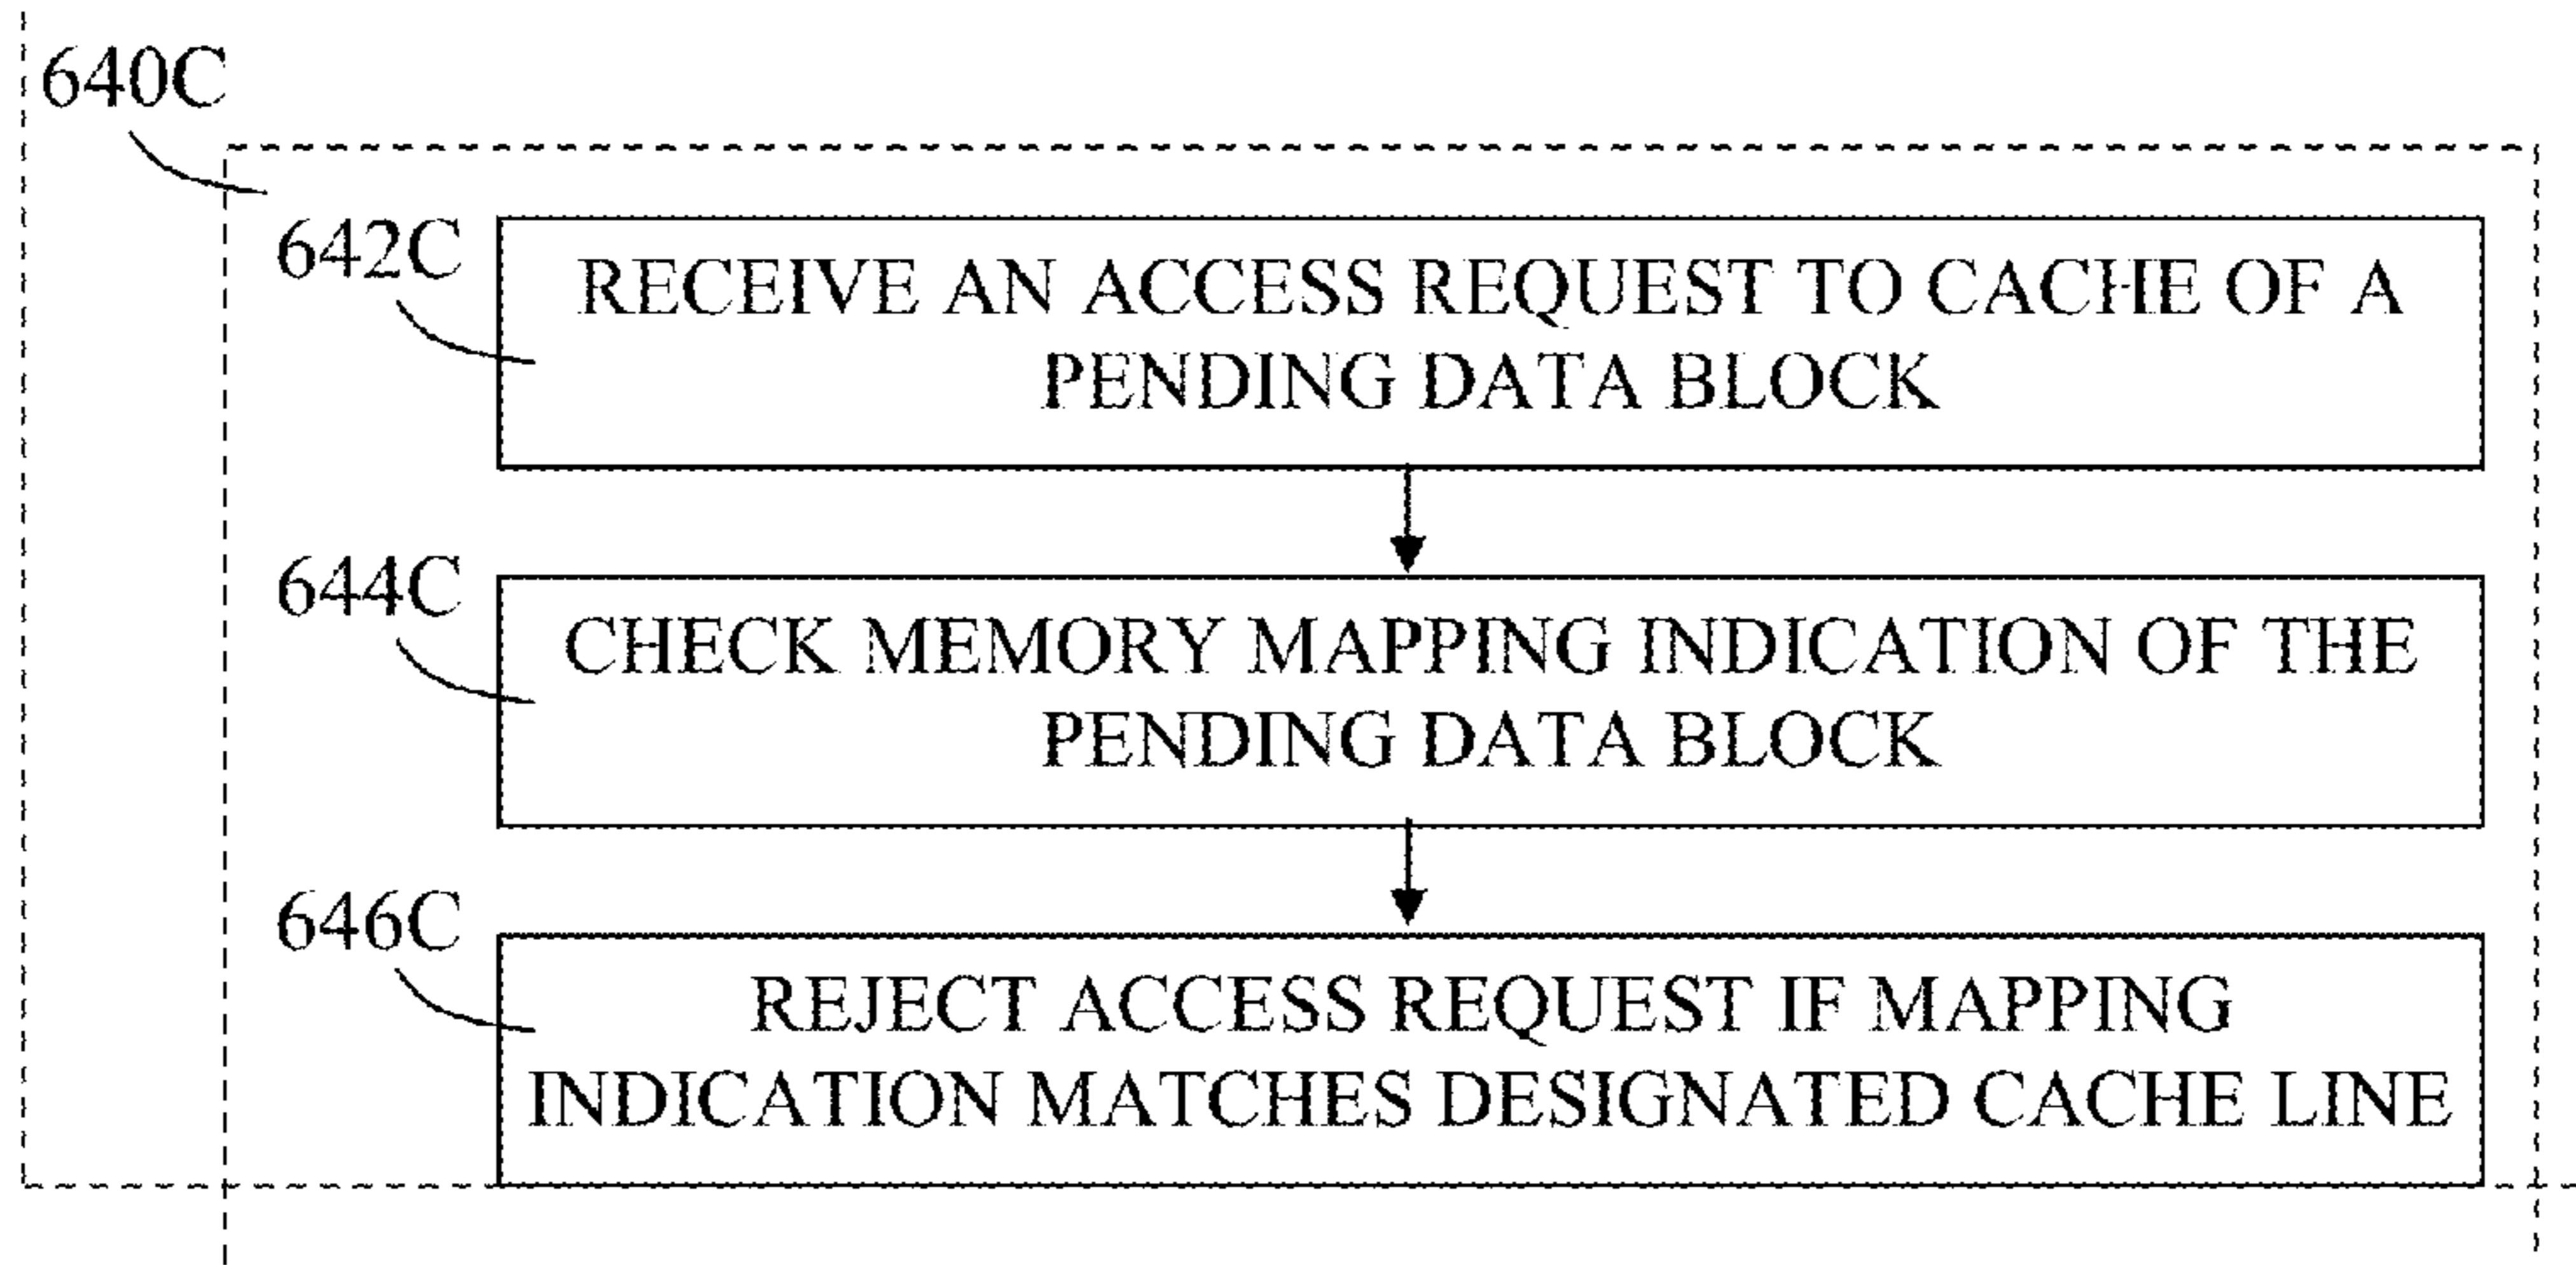 640C
642C
RECEIVE AN ACCESS REQUEST TO CACHE OF A
PENDING DATA BLOCK
644C
CHECK MEMORY MAPPING INDICATION OF THE
PENDING DATA BLOCK
646C
REJECT ACCESS REQUEST IF MAPPING
INDICATION MATCHES DESIGNATED CACHE LINE